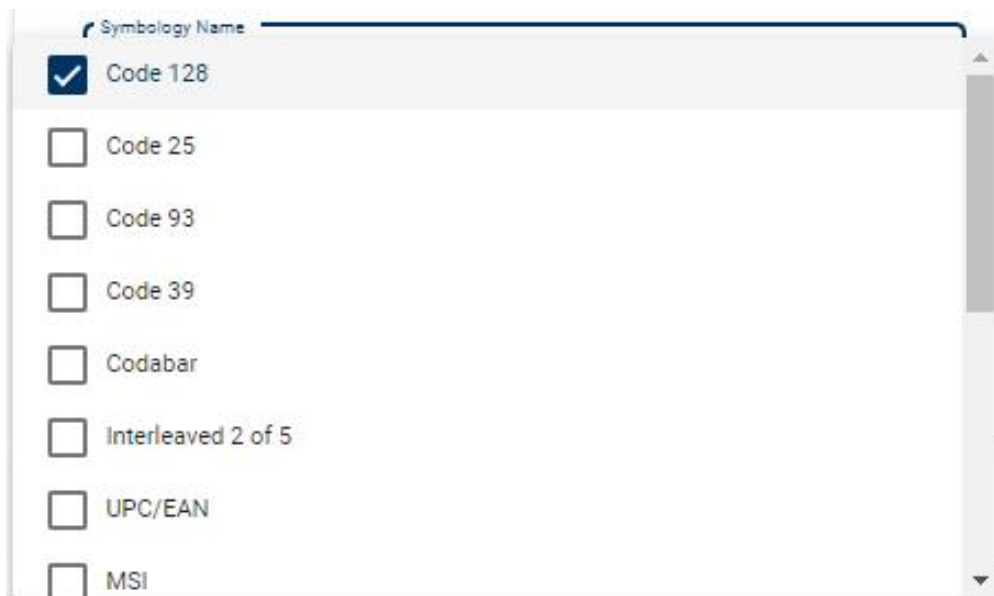 Symbology Name
Code 128
Code 25
Code 93
Code 39
Codabar
Interleaved 2 of 5
UPC/EAN
MSI